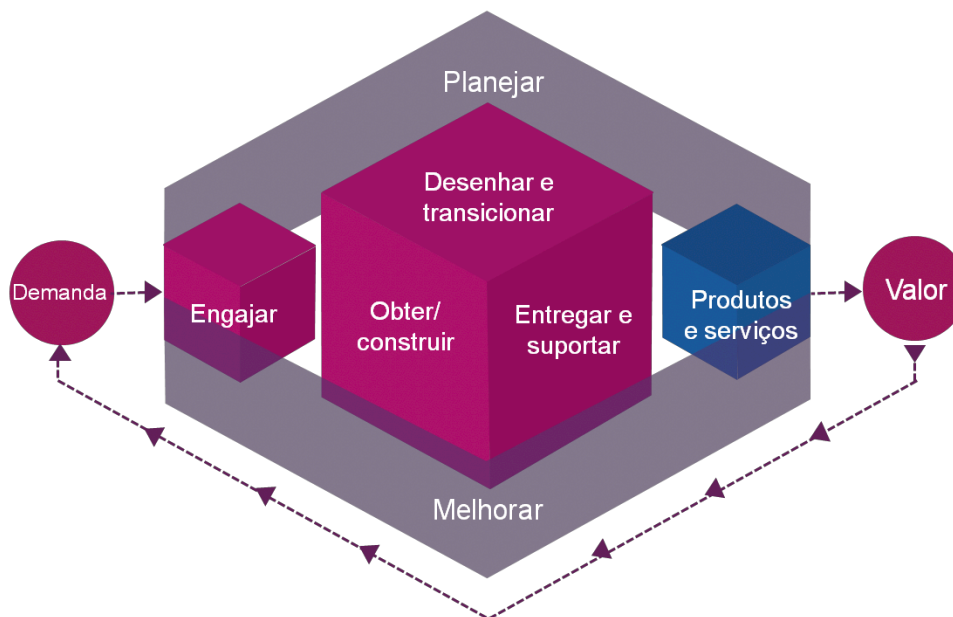 Planejar
Desenhar e
transicionar
Demanda
Engajar
Obter/
construir
Entregar e
suportar
Produtos
e serviços
Valor
Melhorar